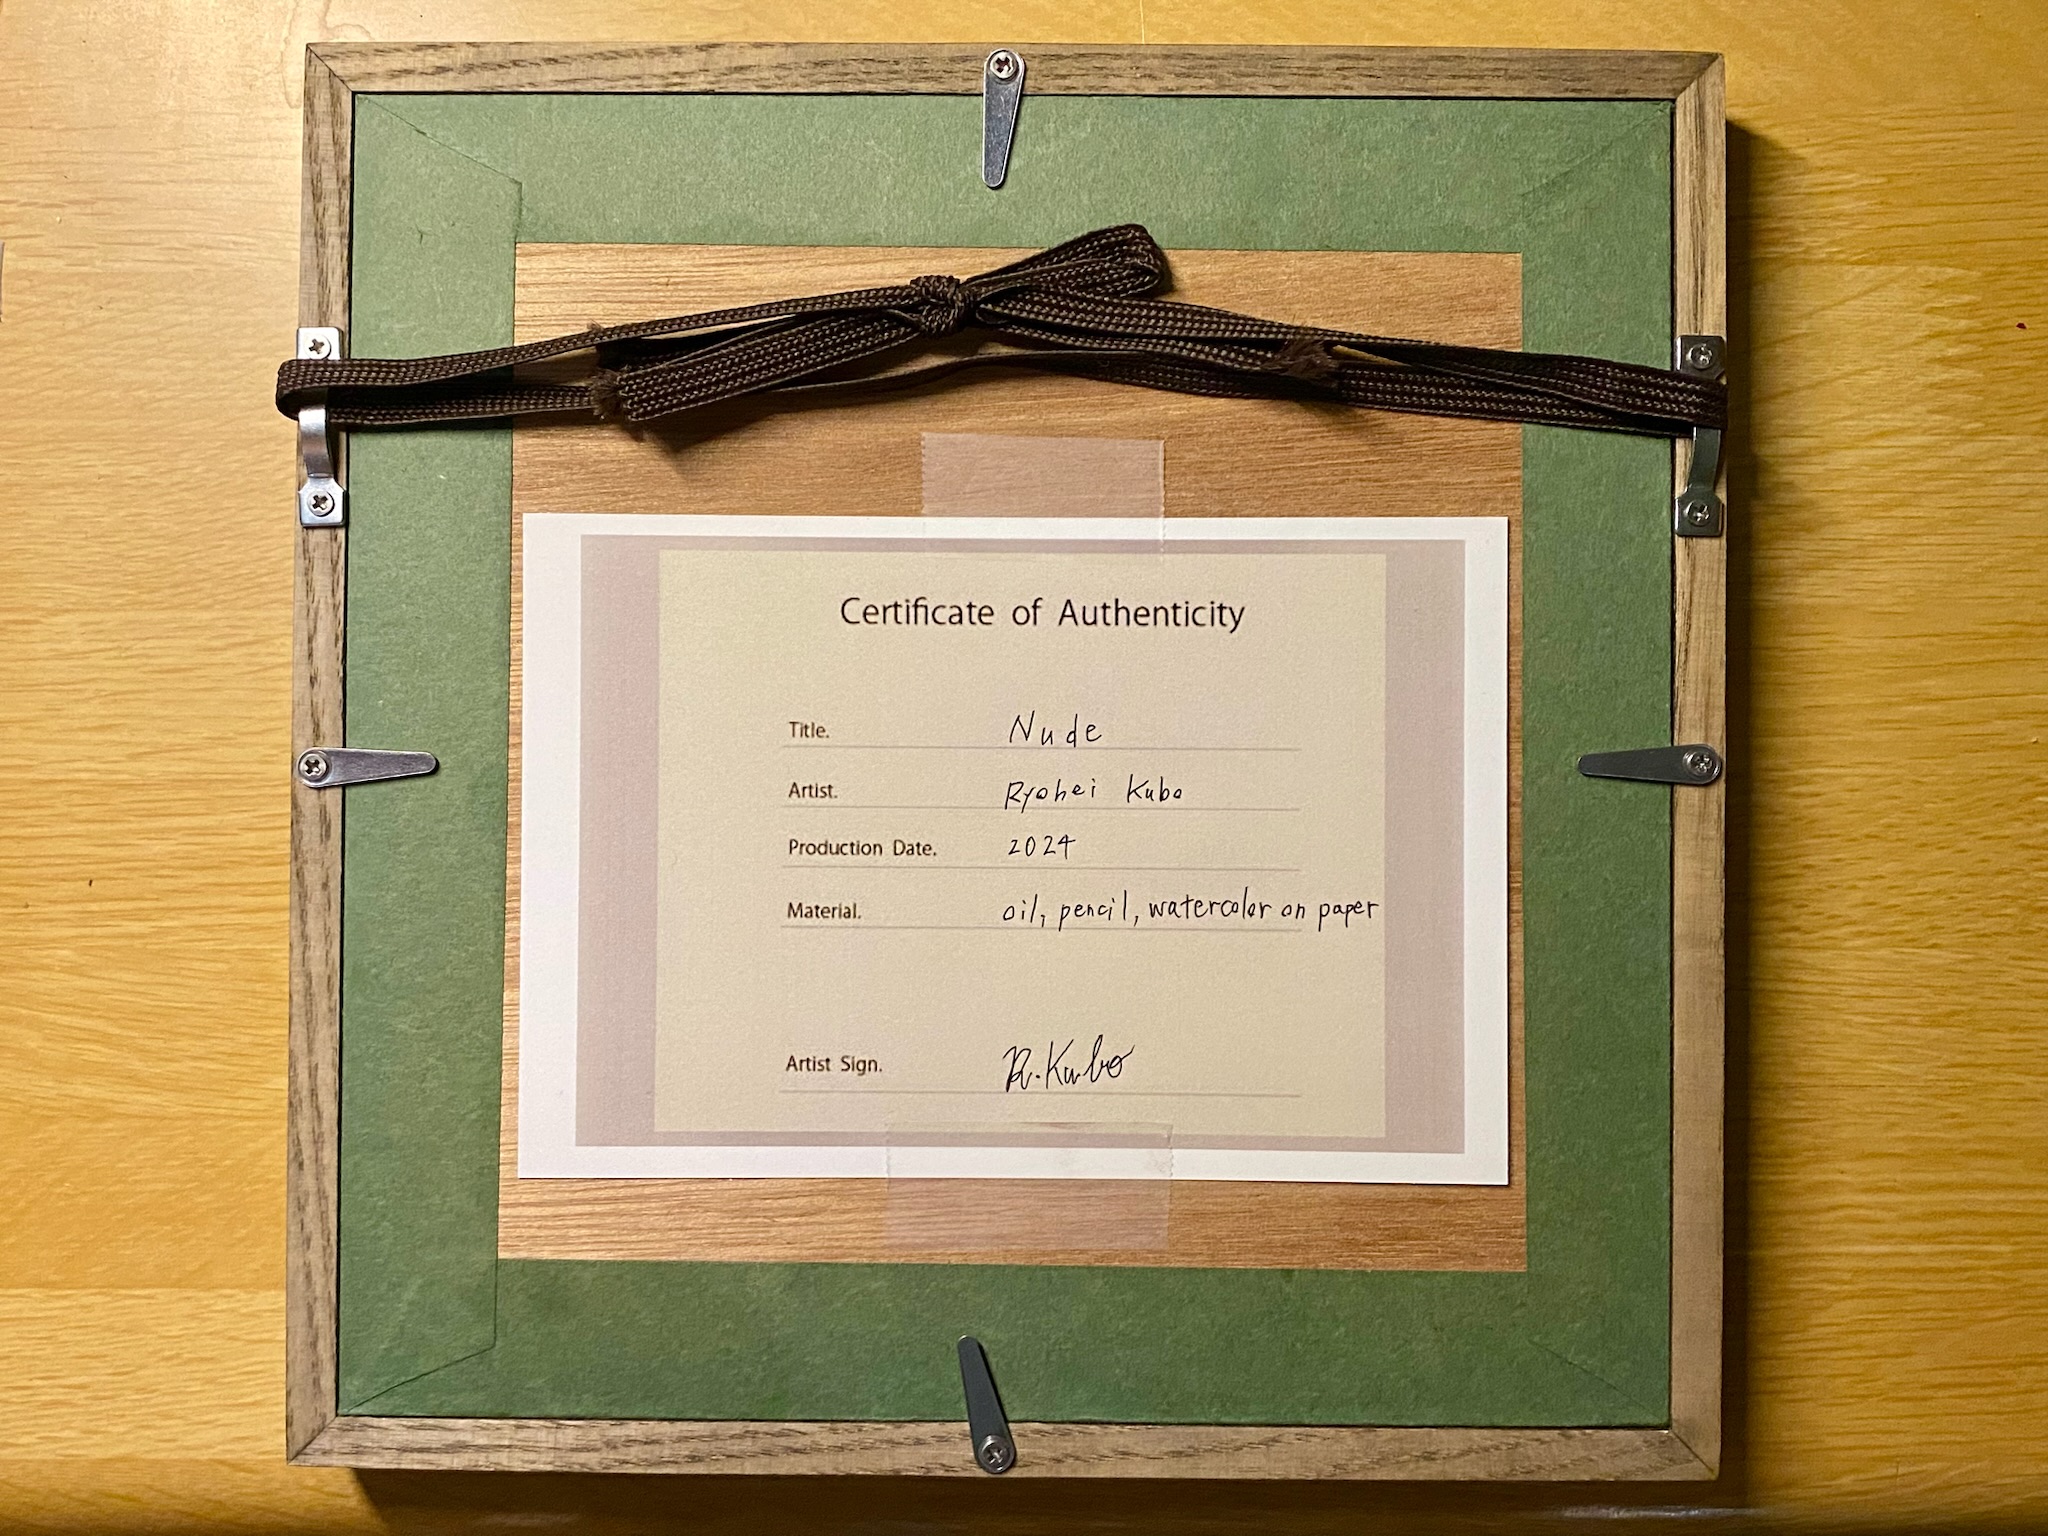 Certificate of Authenticity
Title. Nude
Artist. Ryohei Kubo
Production Date. 2024
Material. oil, pencil, watercolor on paper
Artist Sign. R.Kubo